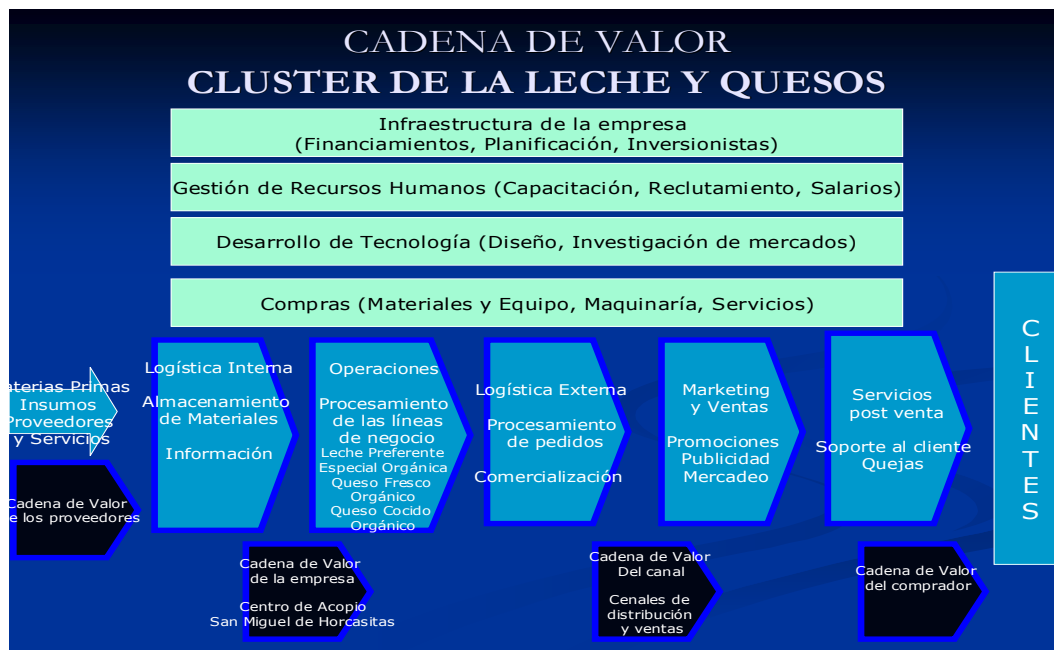 CADENA DE VALOR
CLUSTER DE LA LECHE Y QUESOS
Infraestructura de la empresa
(Financiamientos, Planificación, Inversionistas)
Gestión de Recursos Humanos (Capacitación, Reclutamiento, Salarios)
Desarrollo de Tecnología (Diseño, Investigación de mercados)
Compras (Materiales y Equipo, Maquinaría, Servicios)
aterias Primas
Insumos
Proveedores
y Servicios
Logística Interna
Almacenamiento
de Materiales
Información
Operaciones
Procesamiento
de las líneas
de negocio
Leche Preferente
Especial Orgánica
Queso Fresco
Orgánico
Queso Cocido
Orgánico
Logística Externa
Procesamiento
de pedidos
Comercialización
Marketing
y Ventas
Promociones
Publicidad
Mercadeo
Servicios
post venta
Soporte al cliente
Quejas
CLIENTES
Cadena de Valor
e los proveedores
Cadena de Valor
de la empresa
Centro de Acopio
San Miguel de Horcasitas
Cadena de Valor
Del canal
Cenales de
distribución
y ventas
Cadena de Valor
del comprador